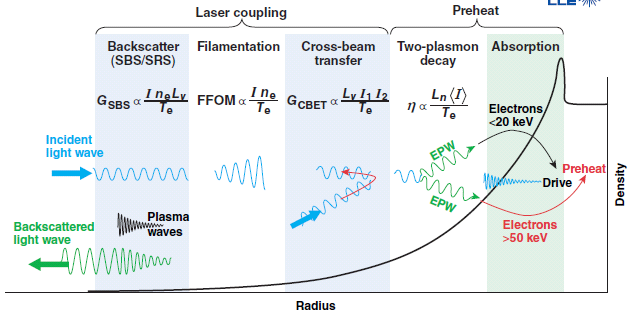 Laser coupling
Preheat
LLE
Backscatter
(SBS/SRS)
Filamentation
Cross-beam
transfer
Two-plasmon
decay
Absorption
G_SBS ∝ I n_e L_v / T_e
FFOM ∝ I n_e / T_e
G_CBET ∝ L_v I_1 I_2 / T_e
η ∝ L_n ⟨I⟩ / T_e
Electrons
<20 keV
Incident
light wave
EPW
Preheat
Drive
EPW
Plasma
waves
Backscattered
light wave
Electrons
>50 keV
Density
Radius